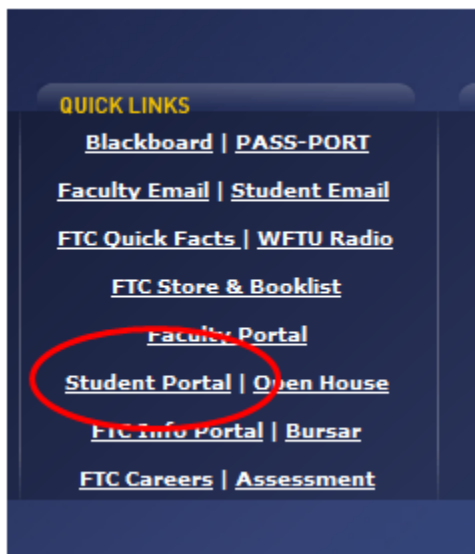 QUICK LINKS
Blackboard | PASS-PORT
Faculty Email | Student Email
FTC Quick Facts | WFTU Radio
FTC Store & Booklist
Faculty Portal
Student Portal | Open House
FTC Info Portal | Bursar
FTC Careers | Assessment